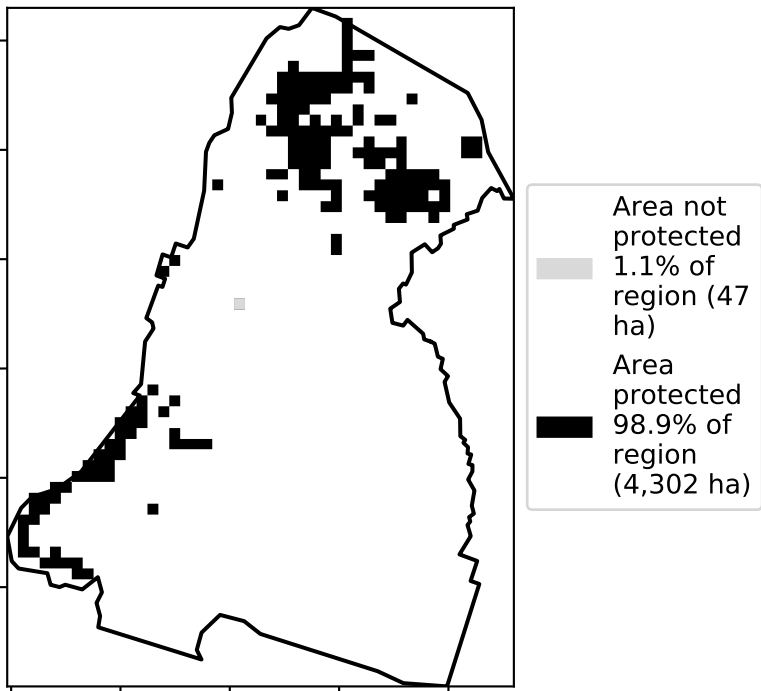 Area not
protected
1.1% of
region (47
ha)
Area
protected
98.9% of
region
(4,302 ha)